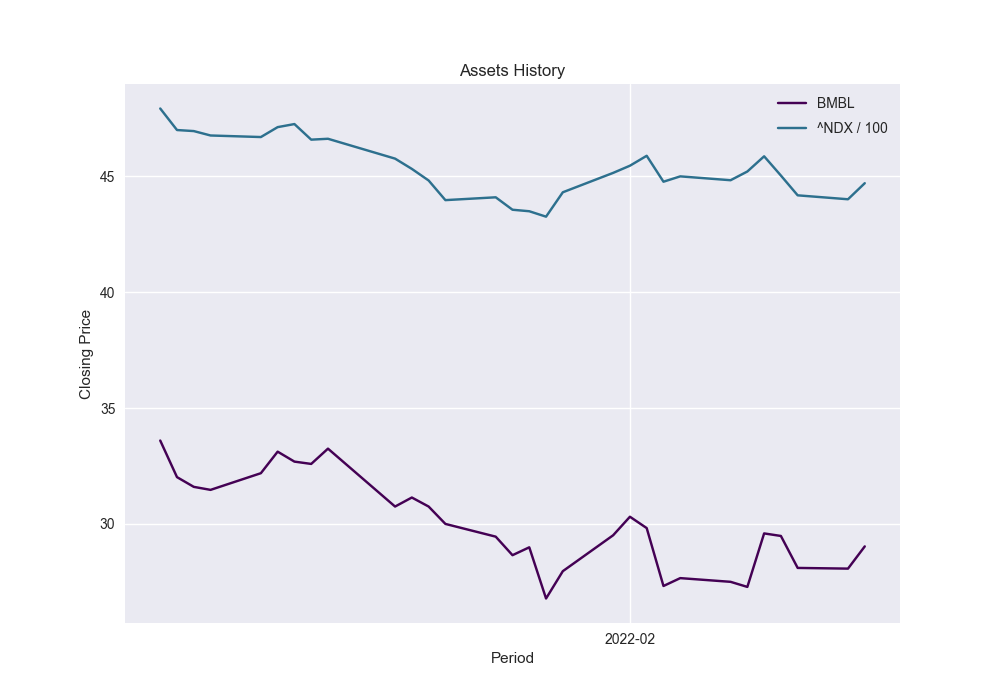 Assets History
BMBL
^NDX / 100
45
40
35
30
Closing Price
2022-02
Period